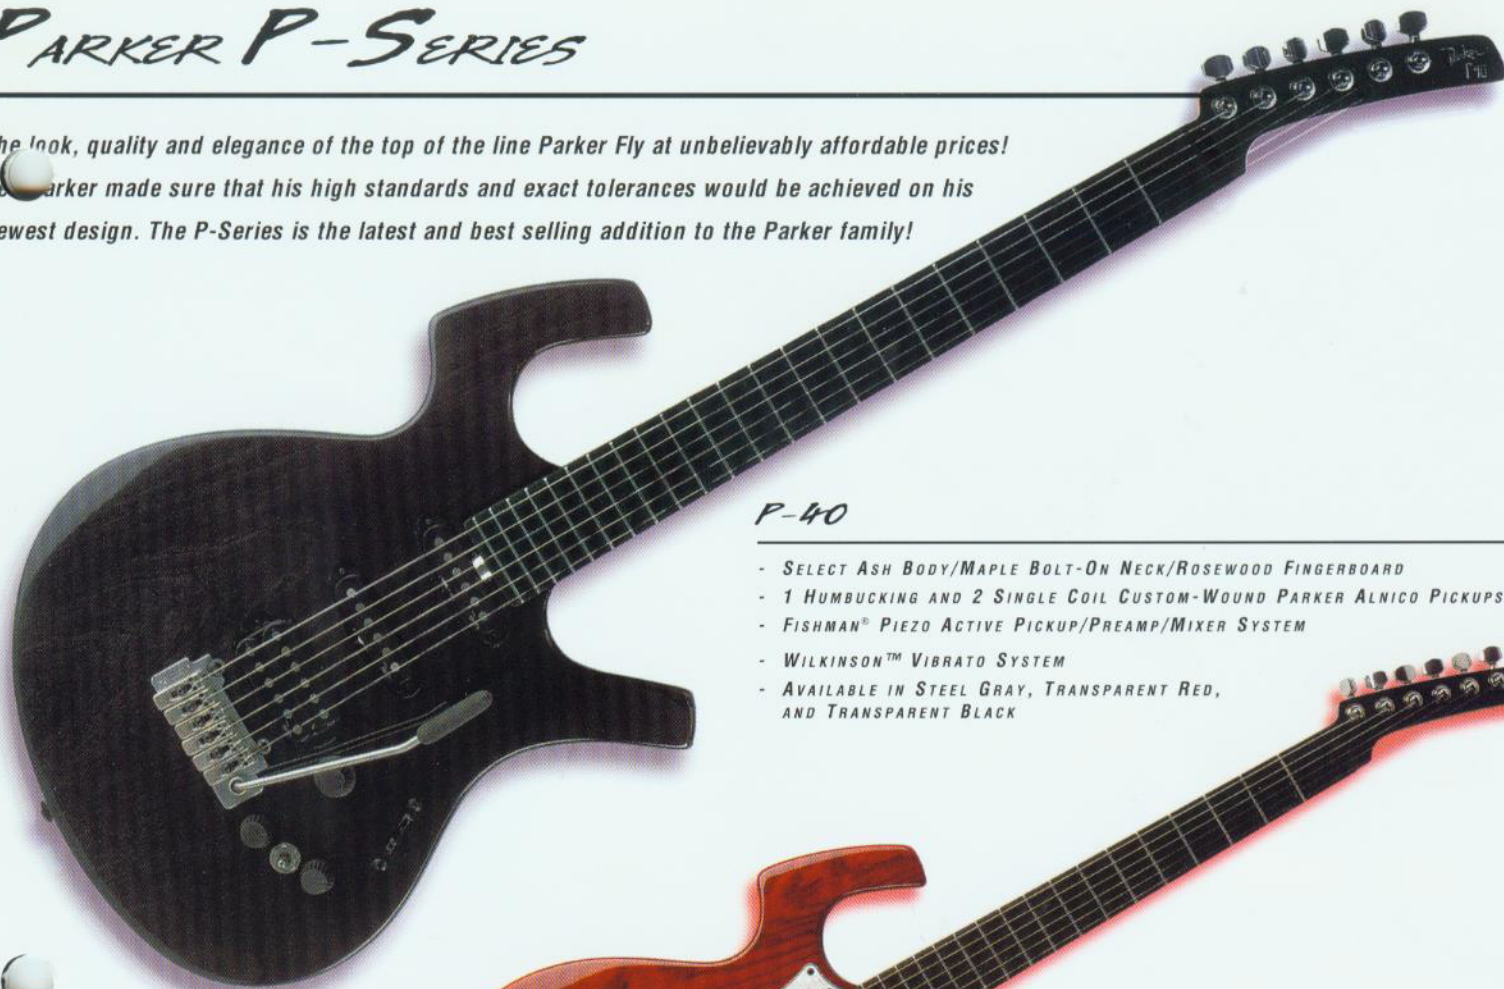 PARKER P-SERIES
he look, quality and elegance of the top of the line Parker Fly at unbelievably affordable prices!
arker made sure that his high standards and exact tolerances would be achieved on his
ewest design. The P-Series is the latest and best selling addition to the Parker family!
P-40
- SELECT ASH BODY/MAPLE BOLT-ON NECK/ROSEWOOD FINGERBOARD
- 1 HUMBUCKING AND 2 SINGLE COIL CUSTOM-WOUND PARKER ALNICO PICKUPS
- FISHMAN® PIEZO ACTIVE PICKUP/PREAMP/MIXER SYSTEM
- WILKINSON™ VIBRATO SYSTEM
- AVAILABLE IN STEEL GRAY, TRANSPARENT RED,
AND TRANSPARENT BLACK
Parker